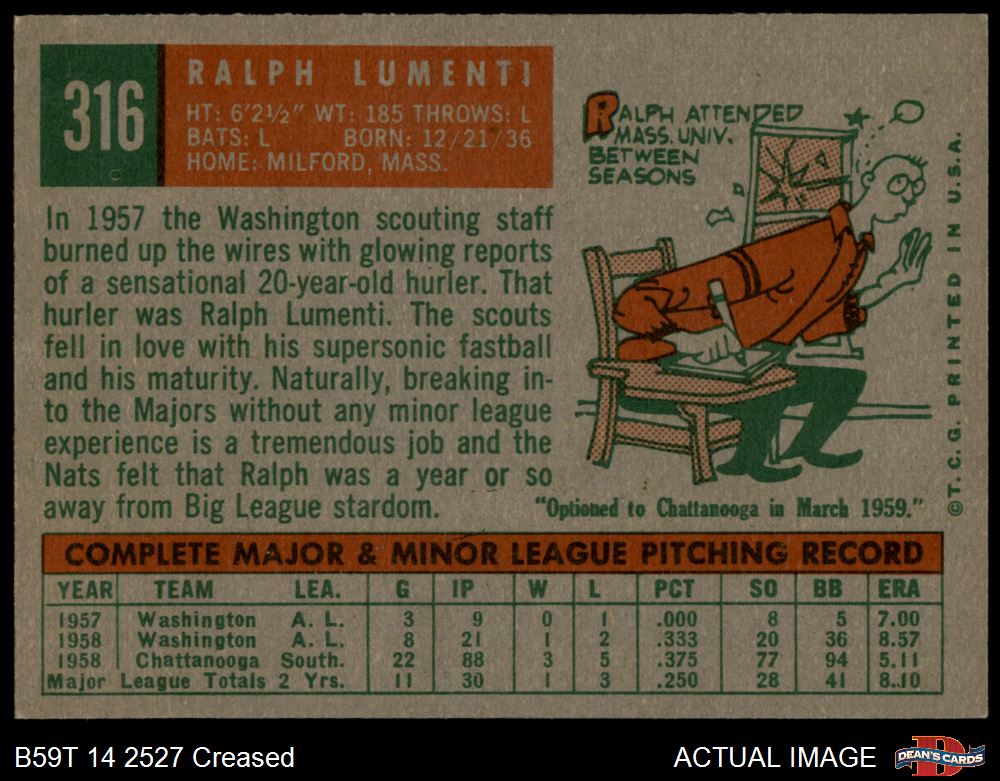 316
RALPH LUMENTI
HT: 6'2½" WT: 185 THROWS: L
BATS: L BORN: 12/21/36
HOME: MILFORD, MASS.
In 1957 the Washington scouting staff
burned up the wires with glowing reports
of a sensational 20-year-old hurler. That
hurler was Ralph Lumenti. The scouts
fell in love with his supersonic fastball
and his maturity. Naturally, breaking in-
to the Majors without any minor league
experience is a tremendous job and the
Nats felt that Ralph was a year or so
away from Big League stardom.
RALPH ATTENDED
MASS. UNIV.
BETWEEN
SEASONS
"Optioned to Chattanooga in March 1959."
© T. C. G. PRINTED IN U. S. A.
COMPLETE MAJOR & MINOR LEAGUE PITCHING RECORD
YEAR TEAM LEA. G IP W L PCT SO BB ERA
1957 Washington A. L. 3 9 0 1 .000 8 5 7.00
1958 Washington A. L. 8 21 1 2 .333 20 36 8.57
1958 Chattanooga South. 22 88 3 5 .375 77 94 5.11
Major League Totals 2 Yrs. 11 30 1 3 .250 28 41 8.10
B59T 14 2527 Creased
ACTUAL IMAGE
DEAN'S CARDS